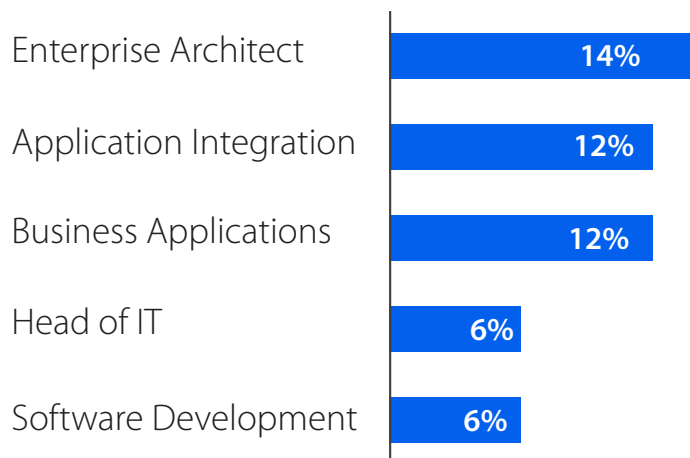 Enterprise Architect 14%
Application Integration 12%
Business Applications 12%
Head of IT 6%
Software Development 6%